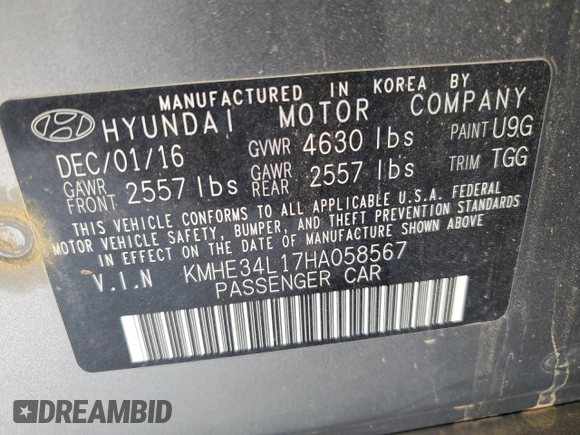 MANUFACTURED IN KOREA BY
HYUNDAI MOTOR COMPANY
DEC/01/16 GVWR 4630 lbs PAINT U9G
GAWR FRONT 2557 lbs GAWR REAR 2557 lbs TRIM TGG
THIS VEHICLE CONFORMS TO ALL APPLICABLE U.S.A. FEDERAL
MOTOR VEHICLE SAFETY, BUMPER, AND THEFT PREVENTION STANDARDS
IN EFFECT ON THE DATE OF MANUFACTURE SHOWN ABOVE.
V.I.N KMHE34L17HA058567
PASSENGER CAR
DREAMBID